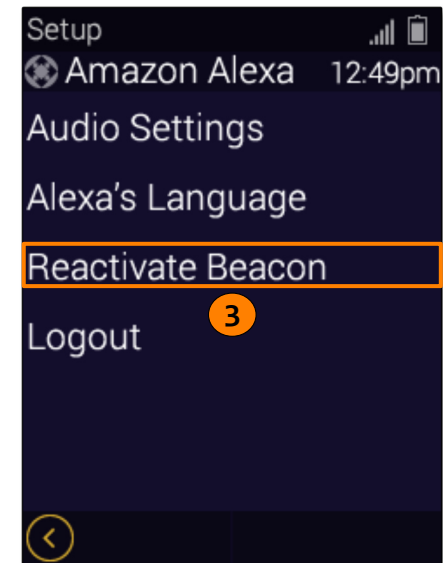 Setup
Amazon Alexa 12:49pm
Audio Settings
Alexa's Language
Reactivate Beacon
3
Logout